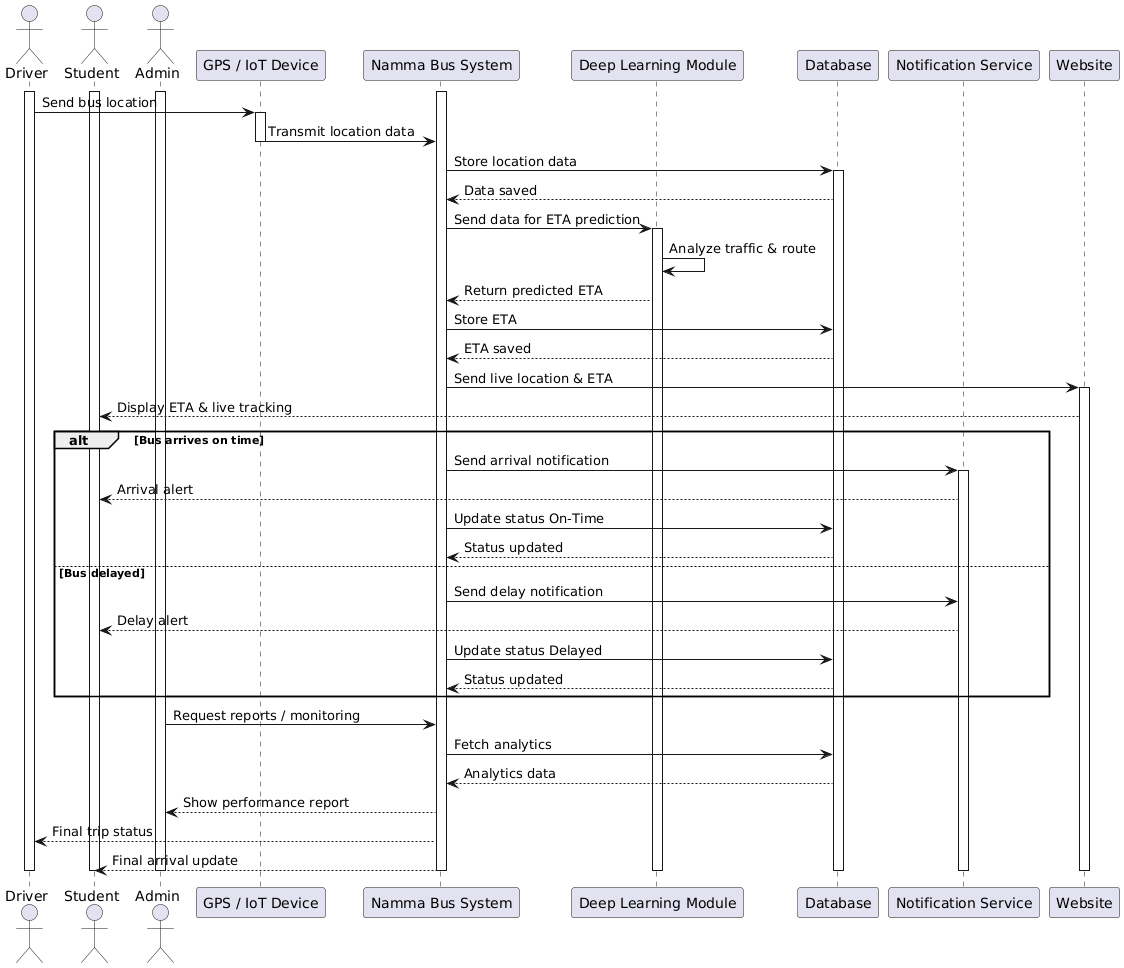 Driver Student Admin GPS / IoT Device Namma Bus System Deep Learning Module Database Notification Service Website
Send bus location
Transmit location data
Store location data
Data saved
Send data for ETA prediction
Analyze traffic & route
Return predicted ETA
Store ETA
ETA saved
Send live location & ETA
Display ETA & live tracking
alt [Bus arrives on time]
Send arrival notification
Arrival alert
Update status On-Time
Status updated
[Bus delayed]
Send delay notification
Delay alert
Update status Delayed
Status updated
Request reports / monitoring
Fetch analytics
Analytics data
Show performance report
Final trip status
Final arrival update
Driver Student Admin GPS / IoT Device Namma Bus System Deep Learning Module Database Notification Service Website